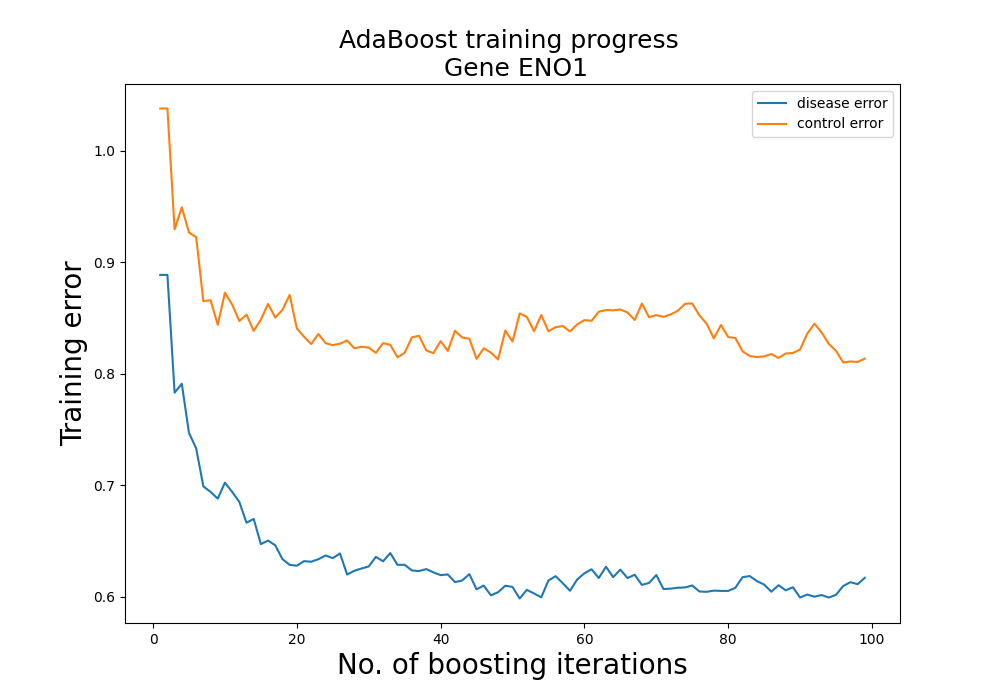 AdaBoost training progress
Gene ENO1
disease error
control error
Training error
1.0
0.9
0.8
0.7
0.6
0
20
40
60
80
100
No. of boosting iterations